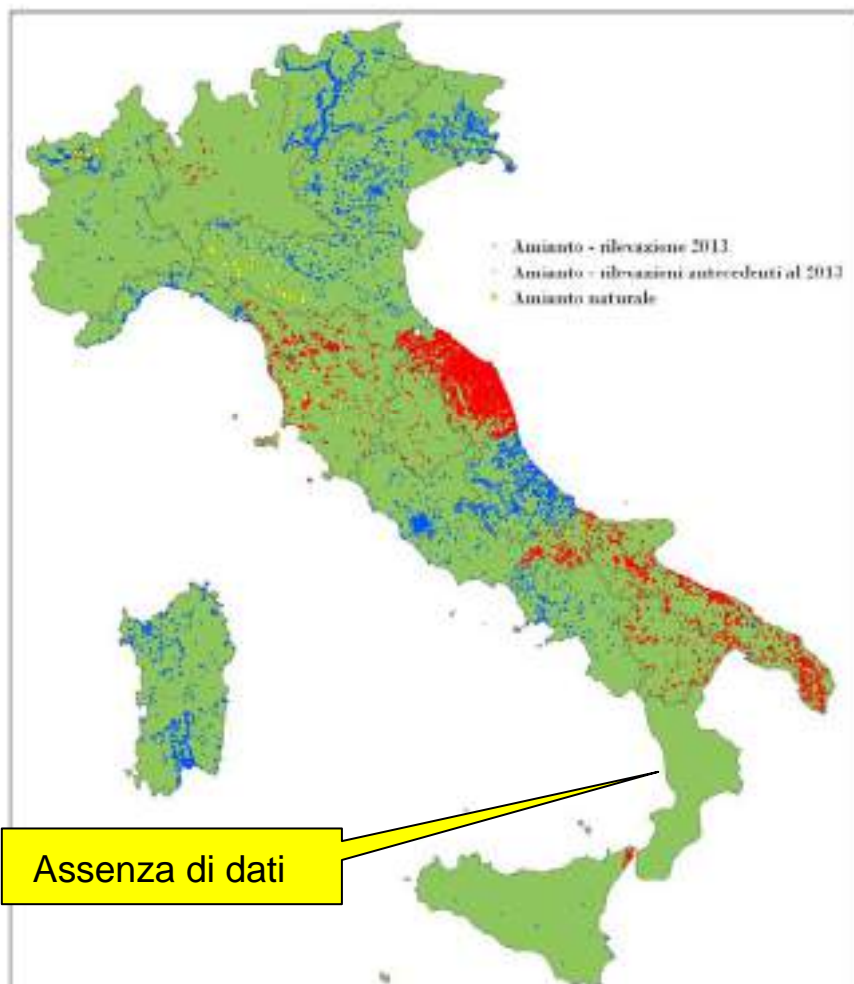 Amianto - rilevazione 2013
Amianto - rilevazioni antecedenti al 2013
Amianto naturale
Assenza di dati